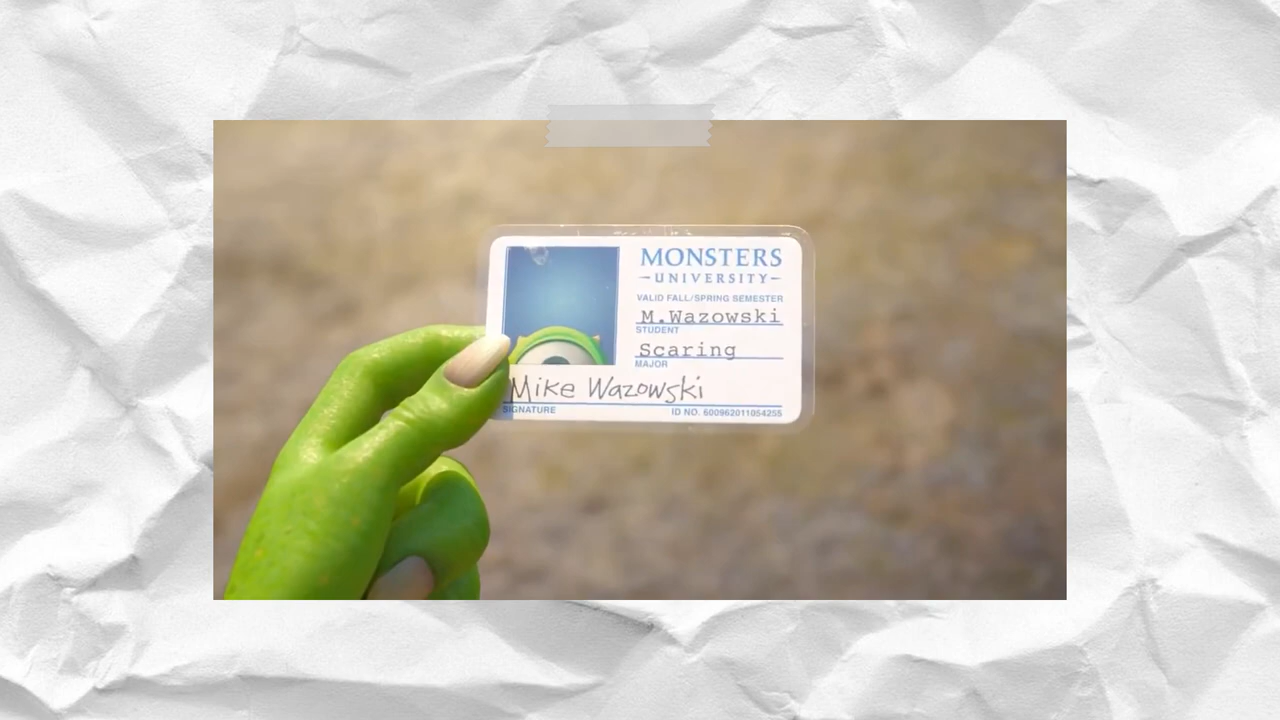 MONSTERS
-UNIVERSITY-
VALID FALL/SPRING SEMESTER
M.Wazowski
STUDENT
Scaring
MAJOR
Mike Wazowski
SIGNATURE
ID NO. 600962011054255